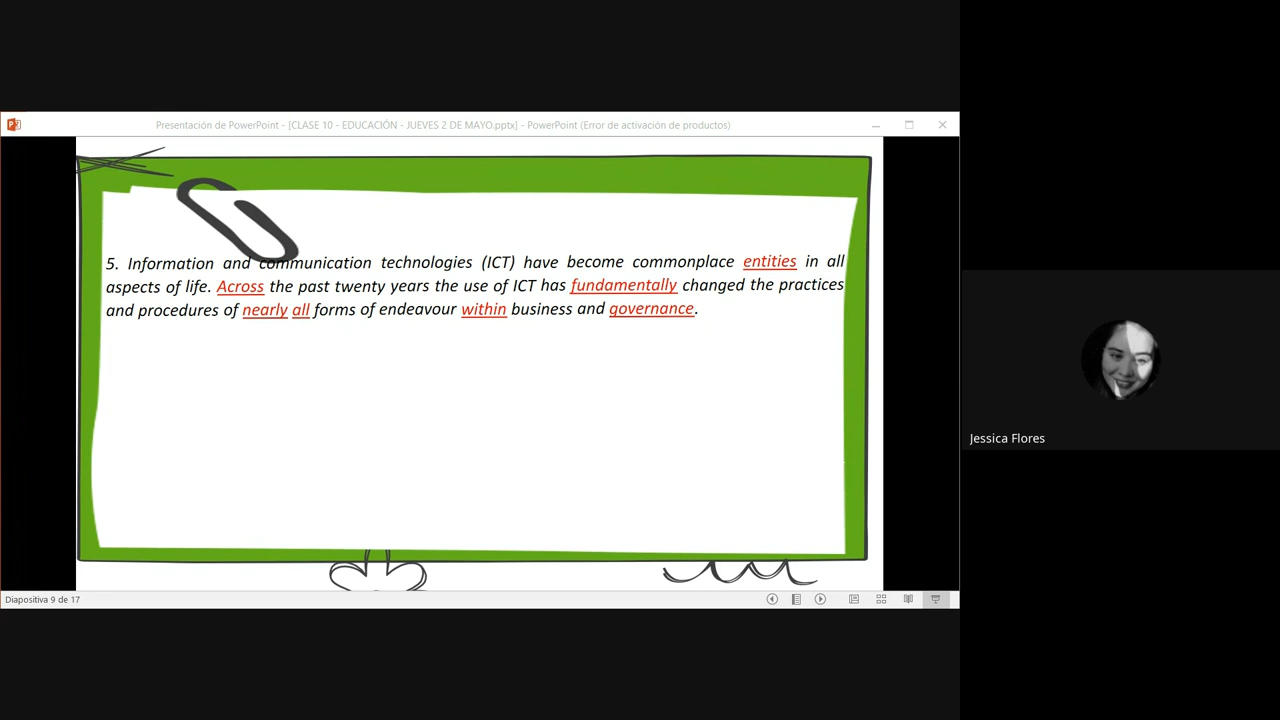 Presentación de PowerPoint - [CLASE 10 - EDUCACIÓN - JUEVES 2 DE MAYO.pptx] - PowerPoint (Error de activación de productos)
5. Information and communication technologies (ICT) have become commonplace entities in all
aspects of life. Across the past twenty years the use of ICT has fundamentally changed the practices
and procedures of nearly all forms of endeavour within business and governance.
Jessica Flores
Diapositiva 9 de 17